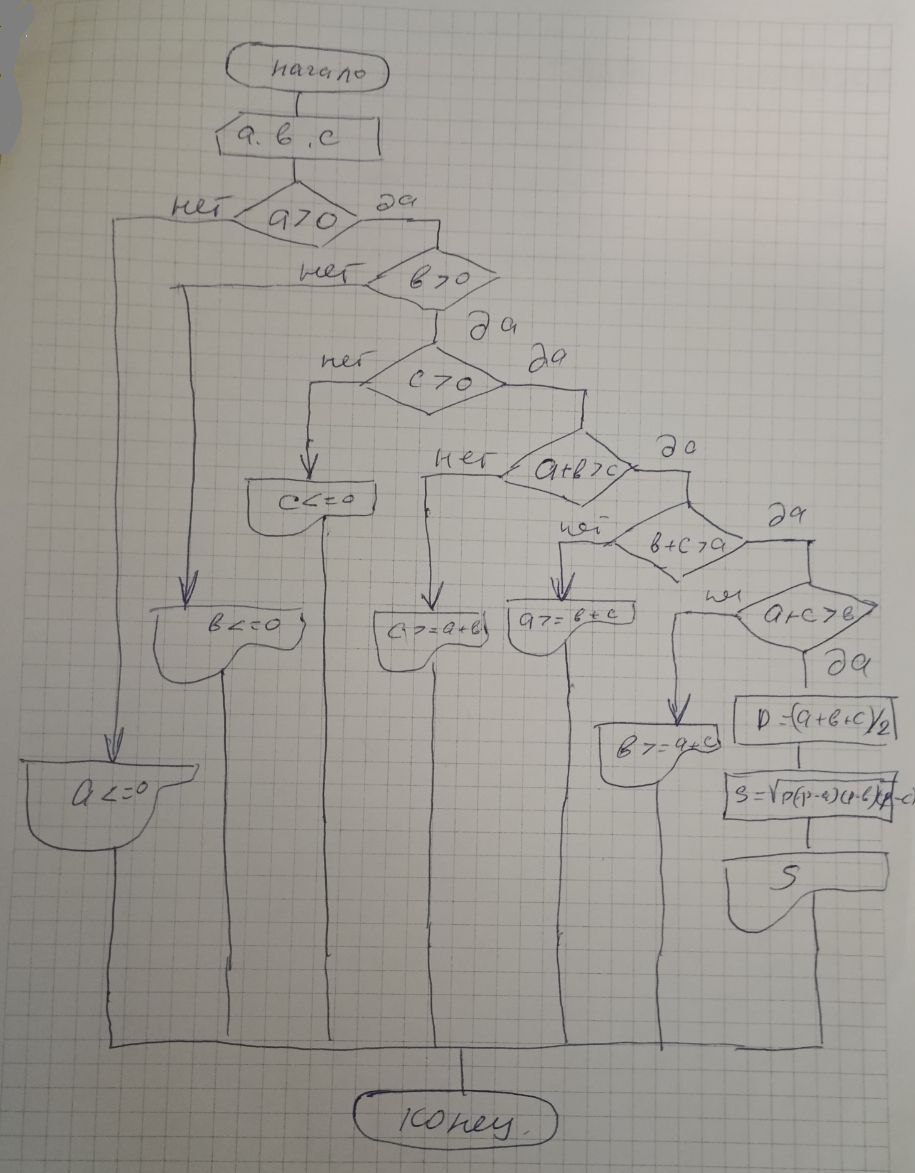 начало
а. в, с
нет
а>0
да
нет
в>0
да
нет
с>0
да
нет
а+в>с
да
с<=0
нет
в+с>а
да
в<=0
с>=а+в
а>=в+с
нет
а+с>в
да
р=(а+в+с)/2
в>=а+с
а<=0
S=√р(р-а)(р-в)(р-с)
S
конец.